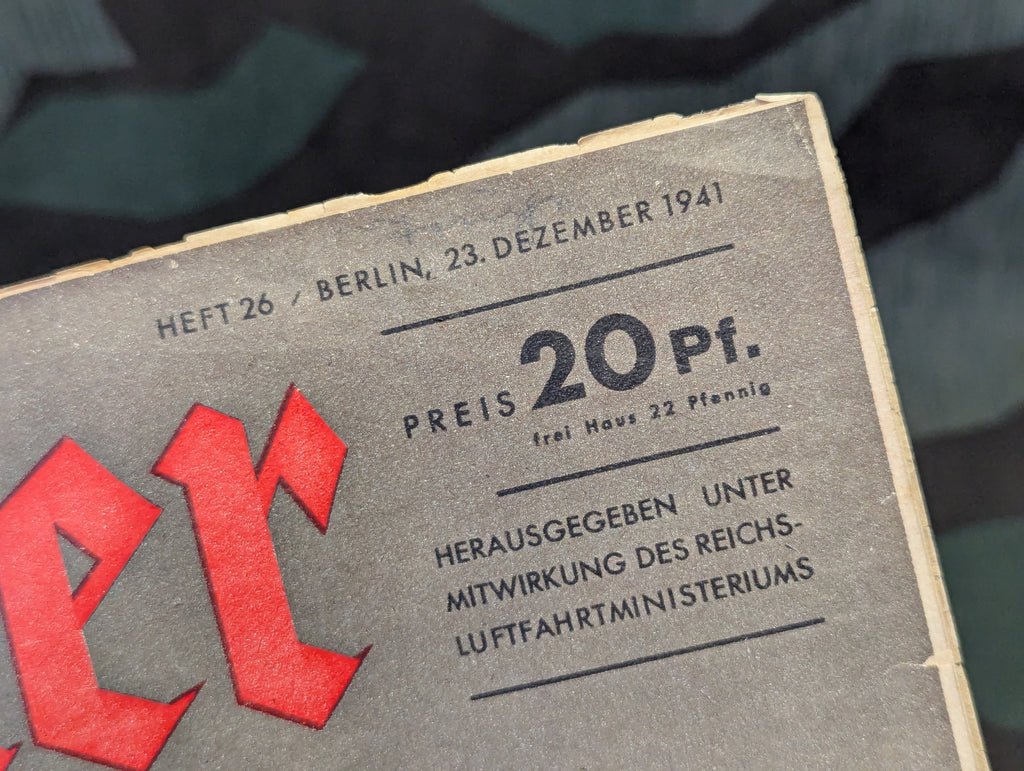 HEFT 26 / BERLIN, 23. DEZEMBER 1941
PREIS 20 Pf.
frei Haus 22 Pfennig
er
HERAUSGEGEBEN UNTER
MITWIRKUNG DES REICHS-
LUFTFAHRTMINISTERIUMS